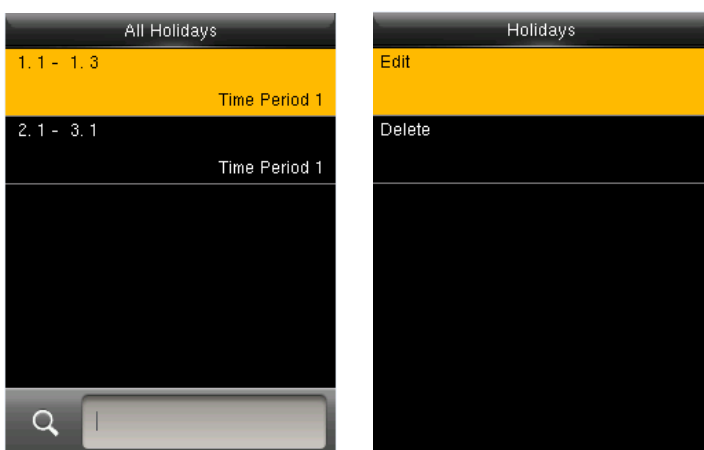 All Holidays
1. 1 - 1. 3
Time Period 1
2. 1 - 3. 1
Time Period 1
Holidays
Edit
Delete